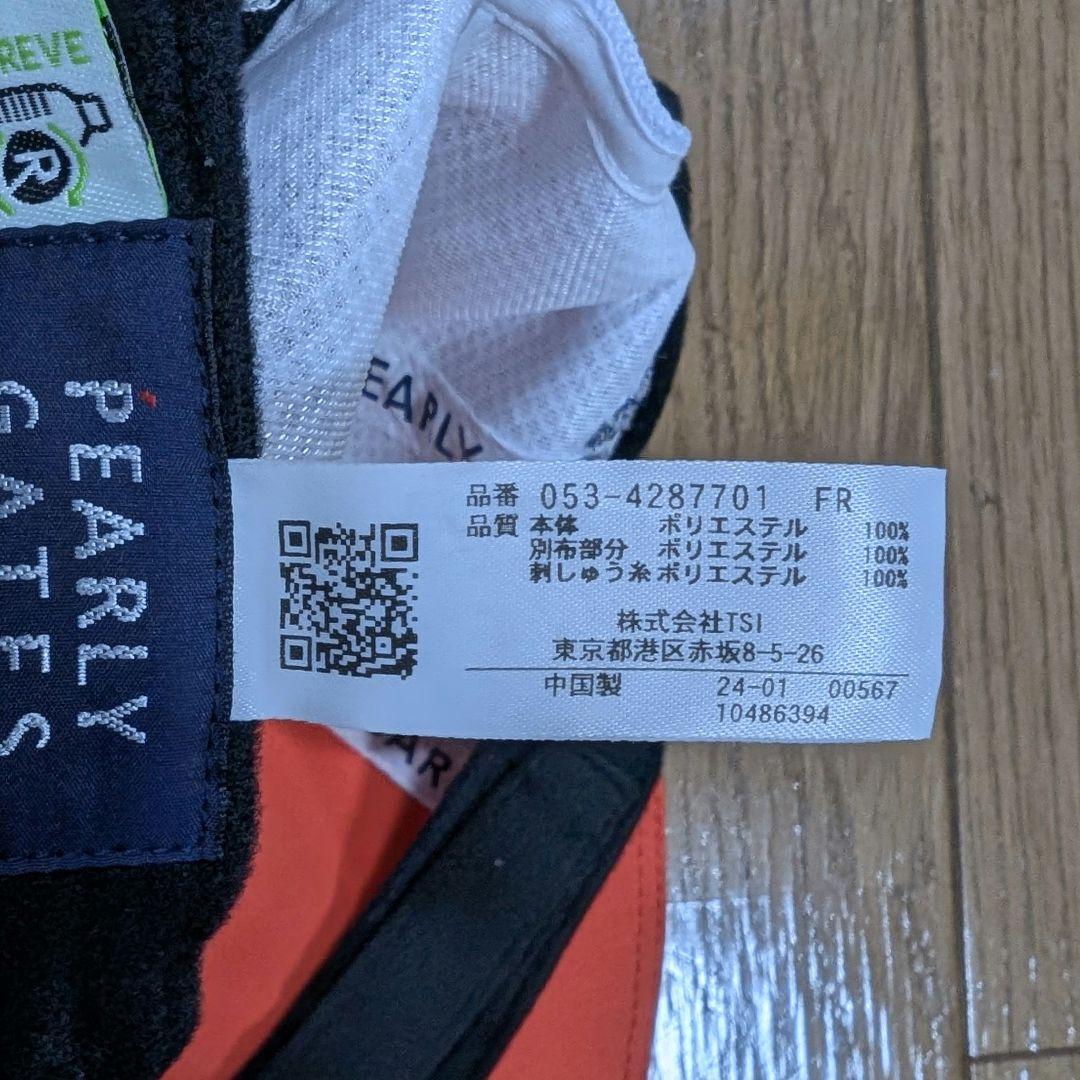 REVE
R
PEARLY
GATES
EARLY
品番 053-4287701 FR
品質 本体 ポリエステル 100%
別布部分 ポリエステル 100%
刺しゅう糸 ポリエステル 100%
株式会社TSI
東京都港区赤坂8-5-26
中国製 24-01 00567
10486394
AR